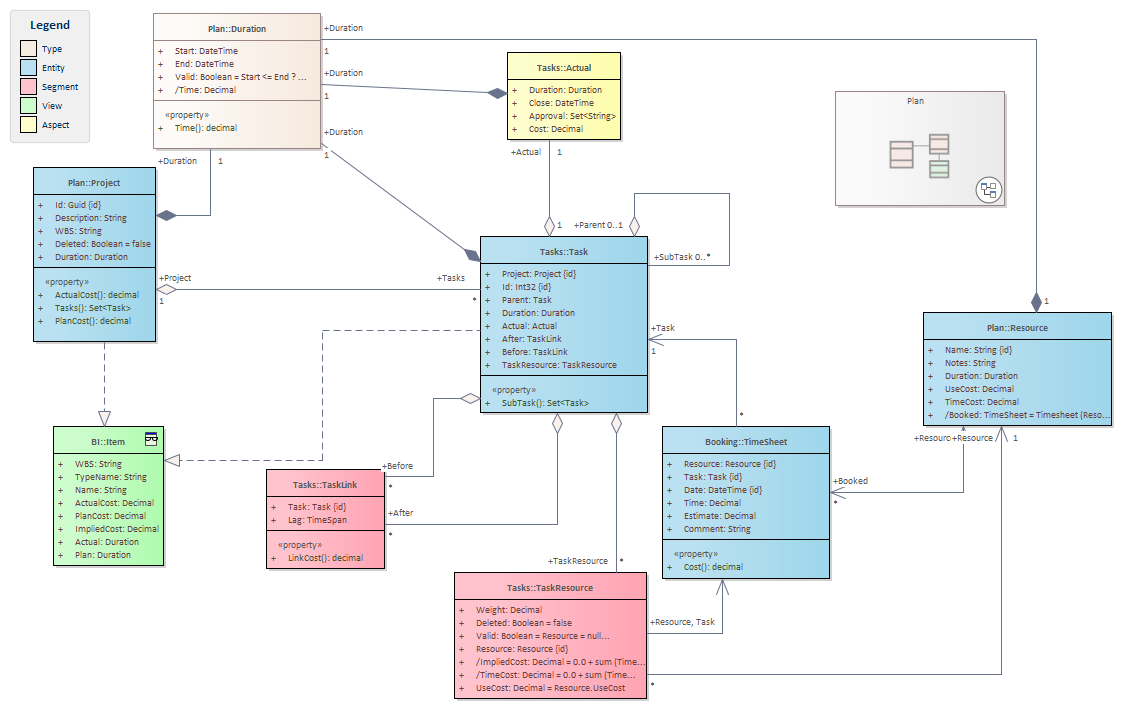 Legend
Type
Entity
Segment
View
Aspect
Plan::Duration
+ Start: DateTime
+ End: DateTime
+ Valid: Boolean = Start <= End ? ...
+ /Time: Decimal
«property»
+ Time(): decimal
+Duration
1
+Duration
1
+Duration
1
+Duration
1
Tasks::Actual
+ Duration: Duration
+ Close: DateTime
+ Approval: Set<String>
+ Cost: Decimal
+Actual
1
1
Plan
Plan::Project
+ Id: Guid {id}
+ Description: String
+ WBS: String
+ Deleted: Boolean = false
+ Duration: Duration
«property»
+ ActualCost(): decimal
+ Tasks(): Set<Task>
+ PlanCost(): decimal
+Project
1
+Tasks
*
+Parent 0..1
+SubTask 0..*
Tasks::Task
+ Project: Project {id}
+ Id: Int32 {id}
+ Parent: Task
+ Duration: Duration
+ Actual: Actual
+ After: TaskLink
+ Before: TaskLink
+ TaskResource: TaskResource
«property»
+ SubTask(): Set<Task>
+Task
1
*
1
Plan::Resource
+ Name: String {id}
+ Notes: String
+ Duration: Duration
+ UseCost: Decimal
+ TimeCost: Decimal
+ /Booked: TimeSheet = Timesheet (Reso...
+Resourc
+Resource
1
BI::Item
+ WBS: String
+ TypeName: String
+ Name: String
+ ActualCost: Decimal
+ PlanCost: Decimal
+ ImpliedCost: Decimal
+ Actual: Duration
+ Plan: Duration
Tasks::TaskLink
+ Task: Task {id}
+ Lag: TimeSpan
«property»
+ LinkCost(): decimal
+Before
*
+After
*
Booking::TimeSheet
+ Resource: Resource {id}
+ Task: Task {id}
+ Date: DateTime {id}
+ Time: Decimal
+ Estimate: Decimal
+ Comment: String
«property»
+ Cost(): decimal
+Booked
*
+TaskResource
*
Tasks::TaskResource
+ Weight: Decimal
+ Deleted: Boolean = false
+ Valid: Boolean = Resource = null...
+ Resource: Resource {id}
+ /ImpliedCost: Decimal = 0.0 + sum (Time...
+ /TimeCost: Decimal = 0.0 + sum (Time...
+ UseCost: Decimal = Resource.UseCost
+Resource, Task
*